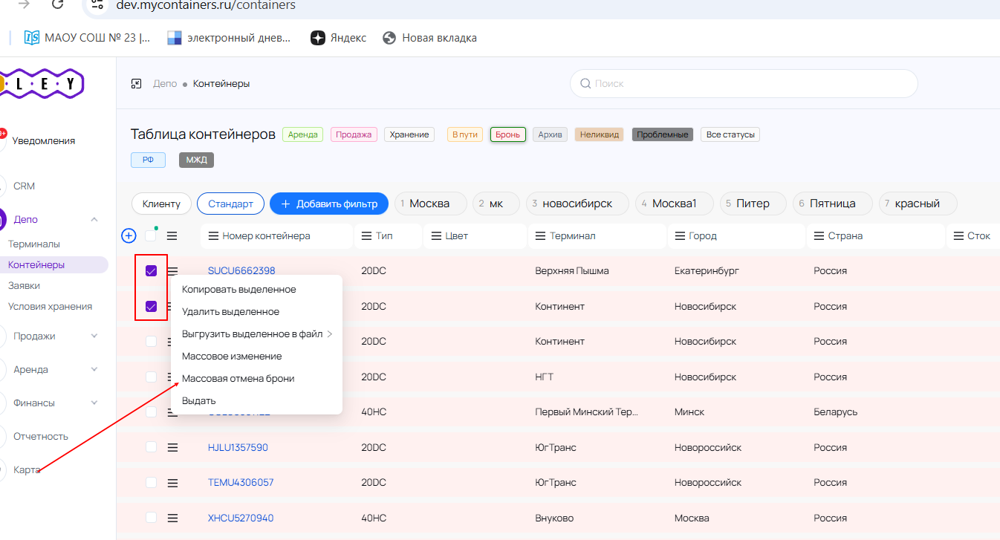 dev.mycontainers.ru/containers
МАОУ СОШ № 23 |... электронный днев... Яндекс Новая вкладка
L · E · Y
Депо • Контейнеры Поиск
9+ Уведомления
Таблица контейнеров Аренда Продажа Хранение В пути Бронь Архив Неликвид Проблемные Все статусы
РФ МЖД
CRM
Клиенту Стандарт + Добавить фильтр 1 Москва 2 мк 3 новосибирск 4 Москва1 5 Питер 6 Пятница 7 красный
Депо
Номер контейнера Тип Цвет Терминал Город Страна Сток
Терминалы
Контейнеры
SUCU6662398 20DC Верхняя Пышма Екатеринбург Россия
Заявки
Копировать выделенное
Условия хранения
20DC Континент Новосибирск Россия
Удалить выделенное
Продажи
Выгрузить выделенное в файл >
20DC Континент Новосибирск Россия
Массовое изменение
Аренда
Массовая отмена брони
20DC НГТ Новосибирск Россия
Финансы
Выдать
40HC Первый Минский Тер... Минск Беларусь
Отчетность
HJLU1357590 20DC ЮгТранс Новороссийск Россия
Карта
TEMU4306057 20DC ЮгТранс Новороссийск Россия
XHCU5270940 40HC Внуково Москва Россия